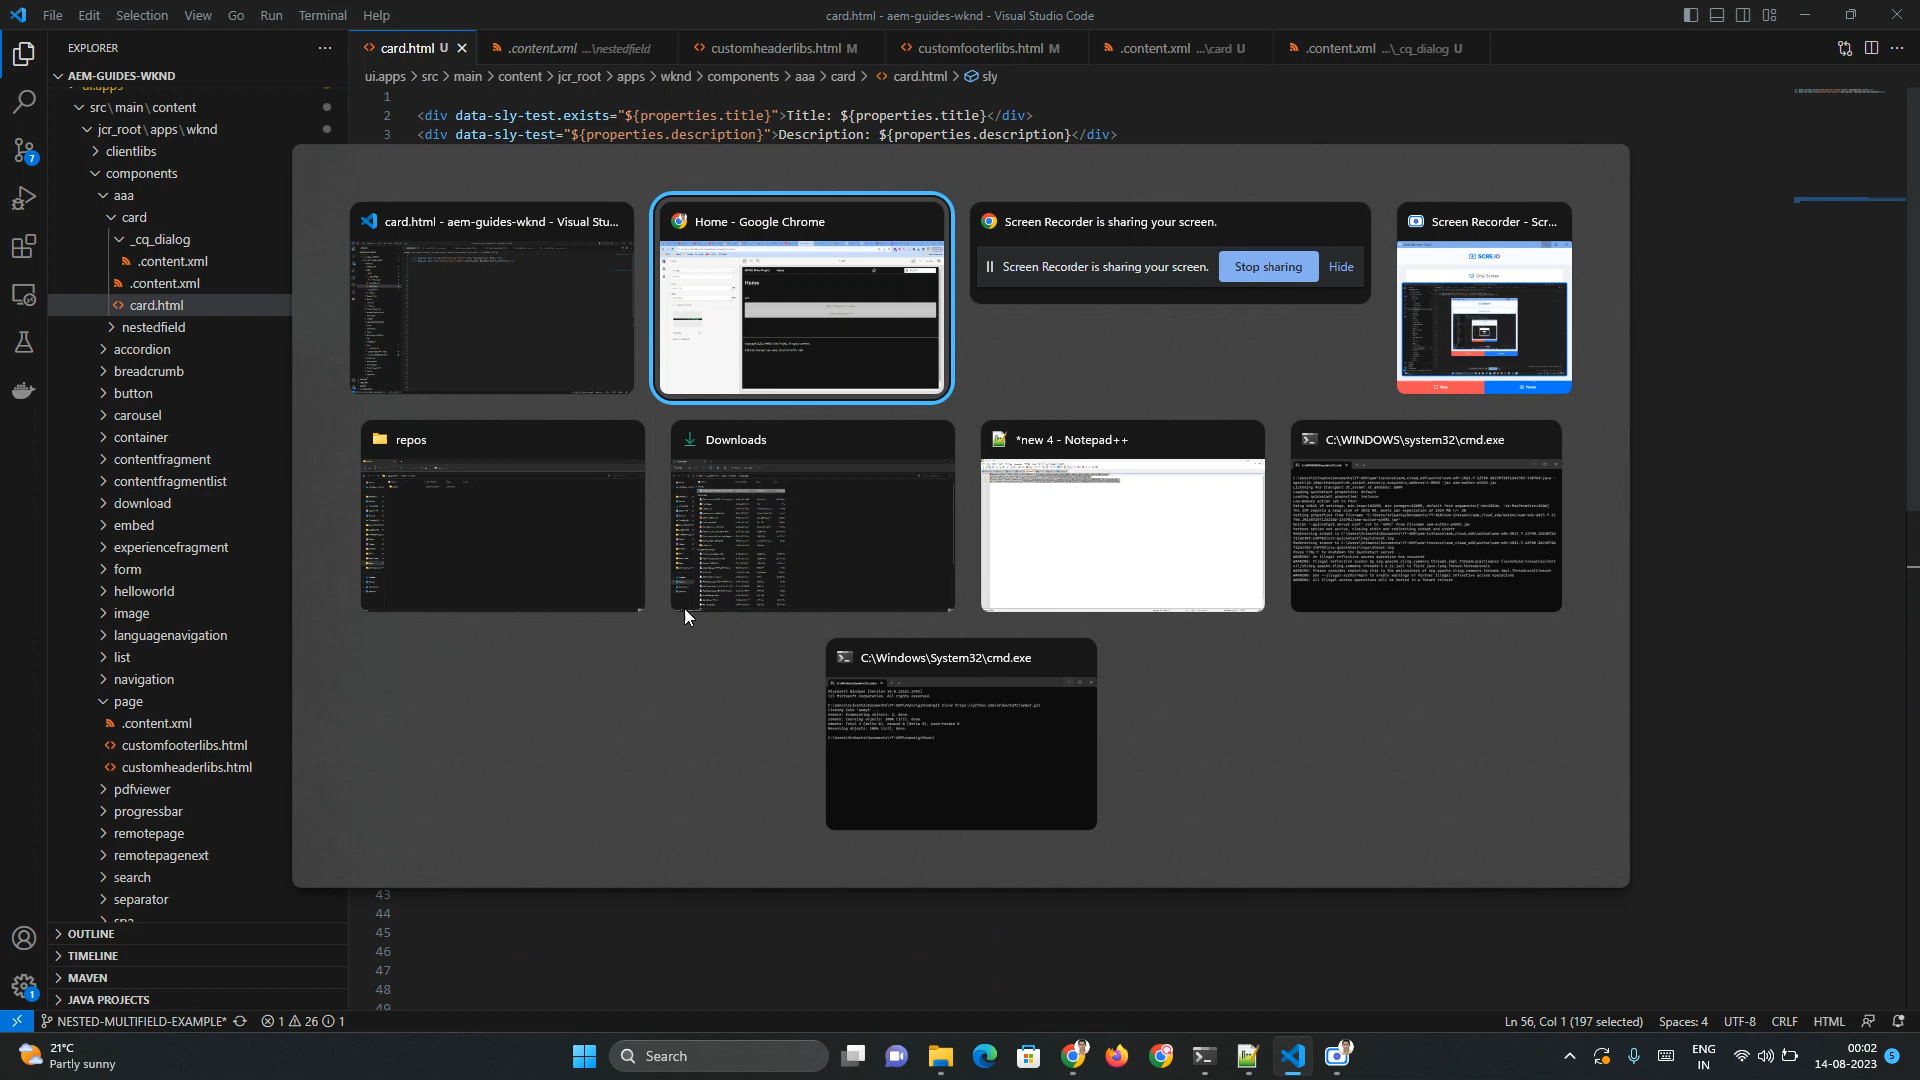 File Edit Selection View Go Run Terminal Help
card.html - aem-guides-wknd - Visual Studio Code
EXPLORER
card.html U
.content.xml ...\nestedfield
customheaderlibs.html M
customfooterlibs.html M
.content.xml ...\card U
.content.xml ...\_cq_dialog U
ui.apps > src > main > content > jcr_root > apps > wknd > components > aaa > card > card.html > sly
AEM-GUIDES-WKND
ui.apps
src\main\content
jcr_root\apps\wknd
clientlibs
components
aaa
card
_cq_dialog
.content.xml
.content.xml
card.html
nestedfield
accordion
breadcrumb
button
carousel
container
contentfragment
contentfragmentlist
download
embed
experiencefragment
form
helloworld
image
languagenavigation
list
navigation
page
.content.xml
customfooterlibs.html
customheaderlibs.html
pdfviewer
progressbar
remotepage
remotepagenext
search
separator
spa
OUTLINE
TIMELINE
MAVEN
JAVA PROJECTS
1
2 <div data-sly-test.exists="${properties.title}">Title: ${properties.title}</div>
3 <div data-sly-test="${properties.description}">Description: ${properties.description}</div>
card.html - aem-guides-wknd - Visual Stu...
Home - Google Chrome
Screen Recorder is sharing your screen.
Screen Recorder is sharing your screen. Stop sharing Hide
Screen Recorder - Scr...
SCRE.IO
repos
Downloads
*new 4 - Notepad++
C:\WINDOWS\system32\cmd.exe
C:\Windows\System32\cmd.exe
43
44
45
46
47
48
49
7
1
NESTED-MULTIFIELD-EXAMPLE* 1 26 1
Ln 56, Col 1 (197 selected) Spaces: 4 UTF-8 CRLF HTML
21°C
Partly sunny
Search
ENG
IN
00:02
14-08-2023
5